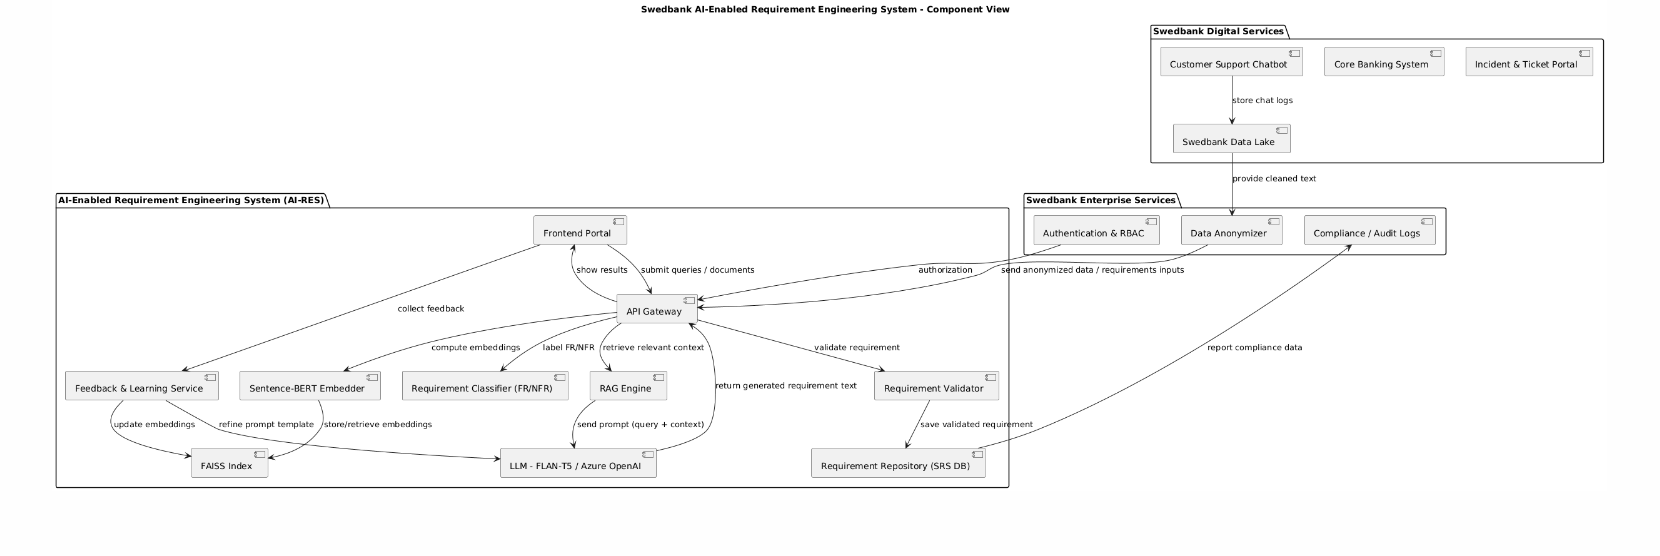 Swedbank AI-Enabled Requirement Engineering System - Component View
Swedbank Digital Services
Customer Support Chatbot
Core Banking System
Incident & Ticket Portal
store chat logs
Swedbank Data Lake
provide cleaned text
AI-Enabled Requirement Engineering System (AI-RES)
Swedbank Enterprise Services
Frontend Portal
Authentication & RBAC
Data Anonymizer
Compliance / Audit Logs
show results
submit queries / documents
authorization
send anonymized data / requirements inputs
collect feedback
API Gateway
compute embeddings
label FR/NFR
retrieve relevant context
validate requirement
report compliance data
Feedback & Learning Service
Sentence-BERT Embedder
Requirement Classifier (FR/NFR)
RAG Engine
return generated requirement text
Requirement Validator
update embeddings
refine prompt template
store/retrieve embeddings
send prompt (query + context)
save validated requirement
FAISS Index
LLM - FLAN-T5 / Azure OpenAI
Requirement Repository (SRS DB)